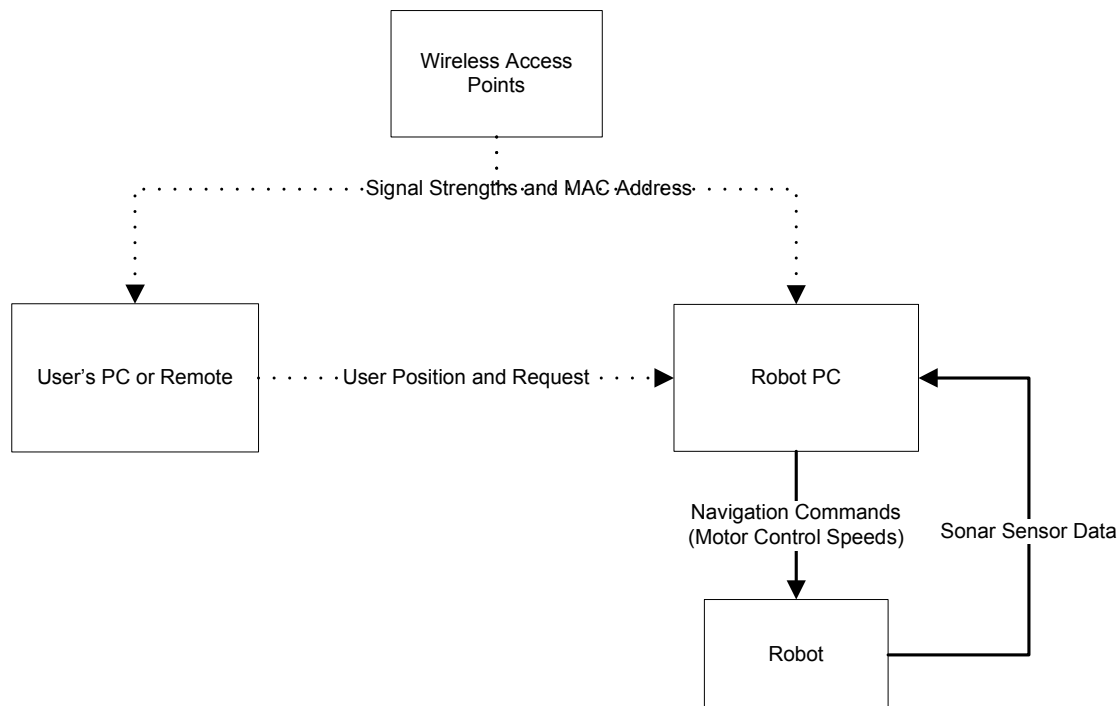 Wireless Access
Points
Signal Strengths and MAC Address
User’s PC or Remote
User Position and Request
Robot PC
Navigation Commands
(Motor Control Speeds)
Sonar Sensor Data
Robot